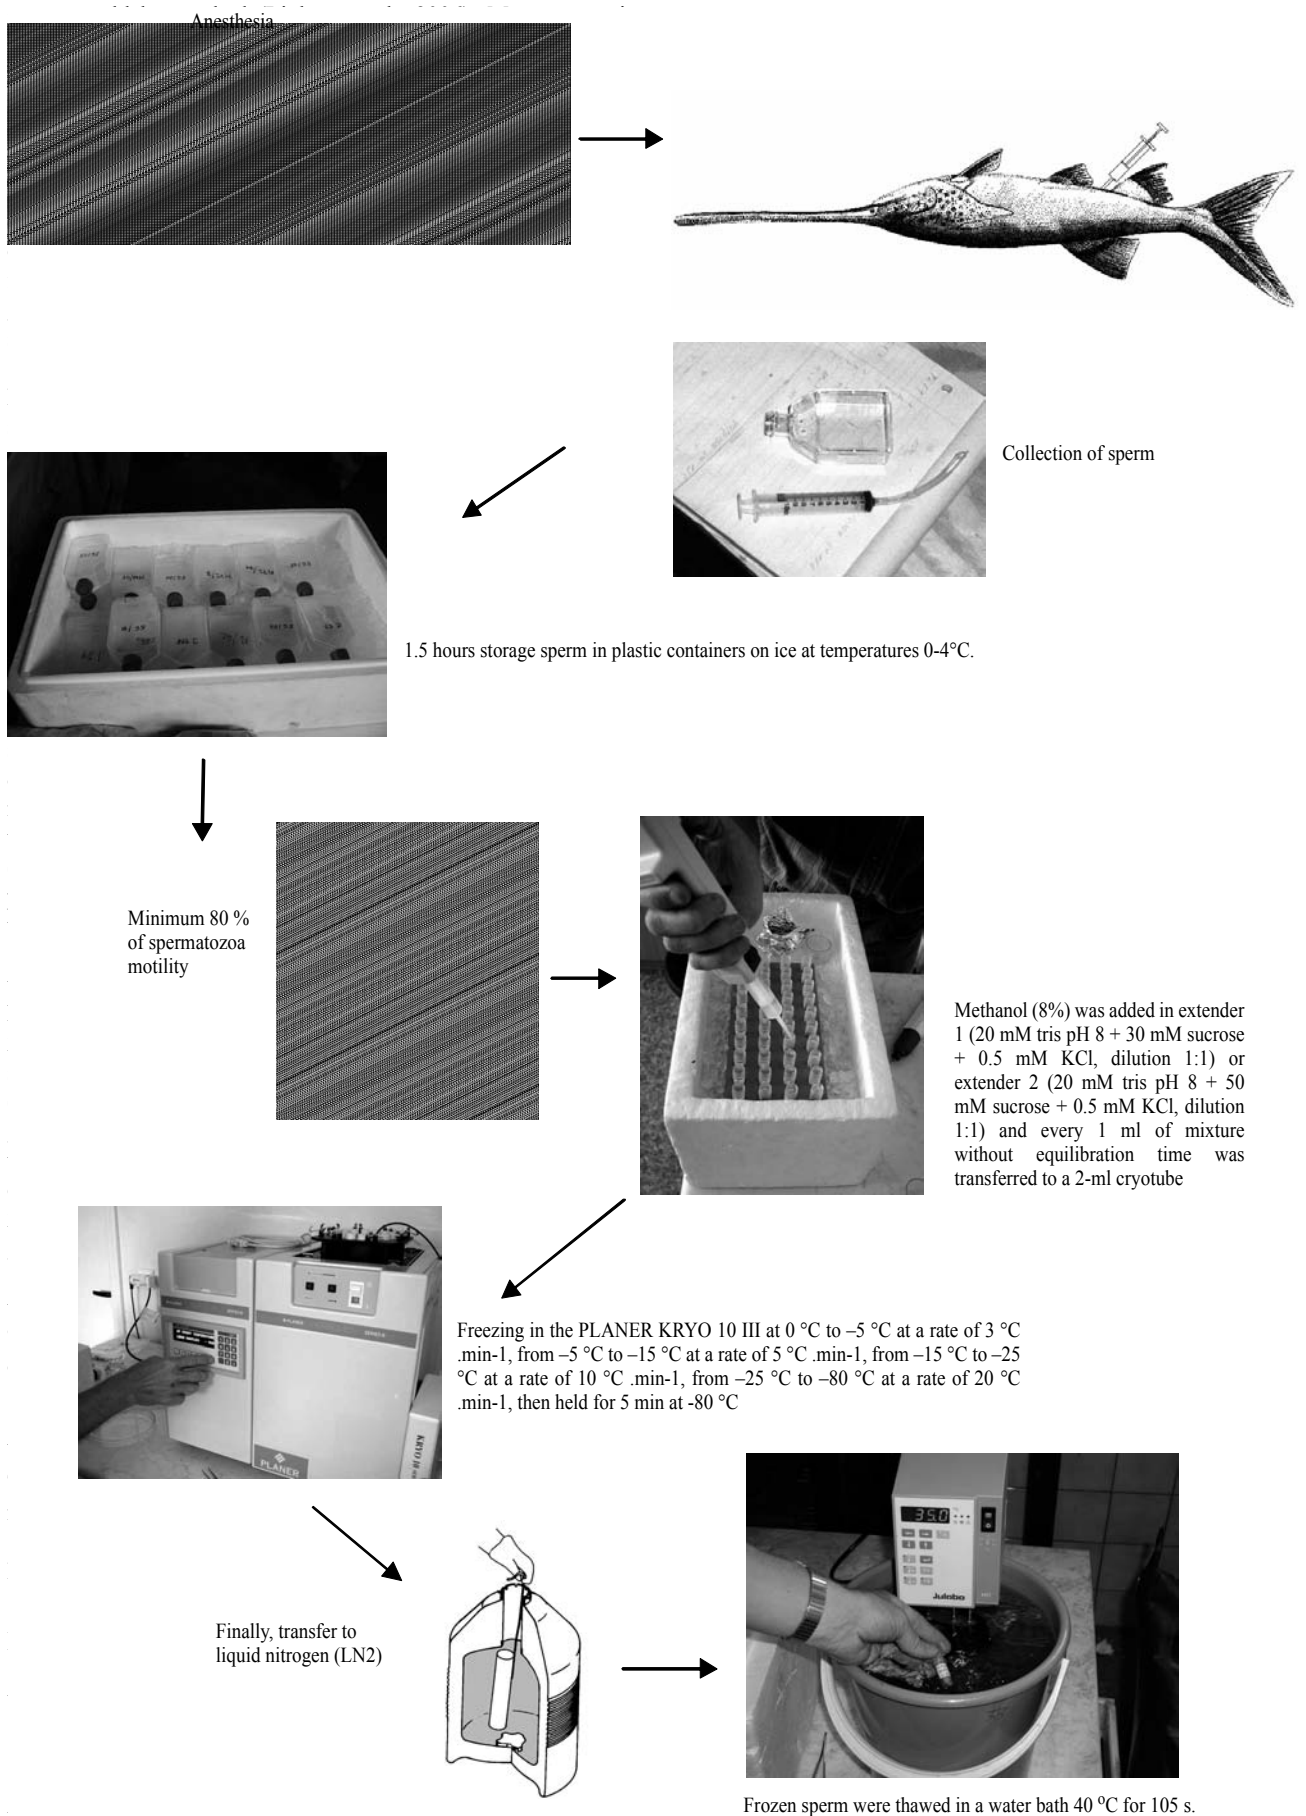 Anesthesia
Collection of sperm
1.5 hours storage sperm in plastic containers on ice at temperatures 0-4°C.
Minimum 80 %
of spermatozoa
motility
Methanol (8%) was added in extender
1 (20 mM tris pH 8 + 30 mM sucrose
+ 0.5 mM KCl, dilution 1:1) or
extender 2 (20 mM tris pH 8 + 50
mM sucrose + 0.5 mM KCl, dilution
1:1) and every 1 ml of mixture
without equilibration time was
transferred to a 2-ml cryotube
Freezing in the PLANER KRYO 10 III at 0 °C to –5 °C at a rate of 3 °C
.min-1, from –5 °C to –15 °C at a rate of 5 °C .min-1, from –15 °C to –25
°C at a rate of 10 °C .min-1, from –25 °C to –80 °C at a rate of 20 °C
.min-1, then held for 5 min at -80 °C
PLANER
KRYO 10
35.0
Julabo
Finally, transfer to
liquid nitrogen (LN2)
Frozen sperm were thawed in a water bath 40 °C for 105 s.